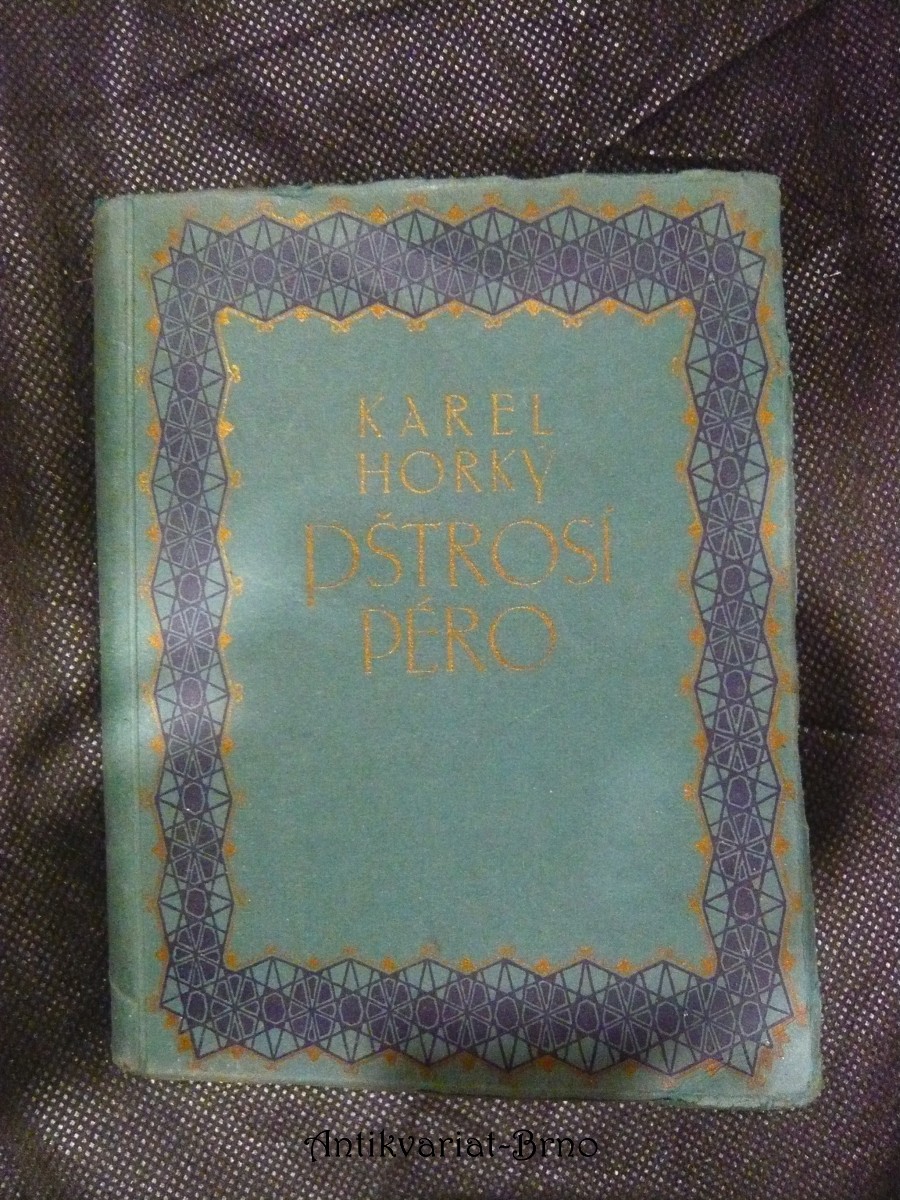 KAREL
HORKÝ
PŠTROSÍ
PÉRO
Antikvariat-Brno